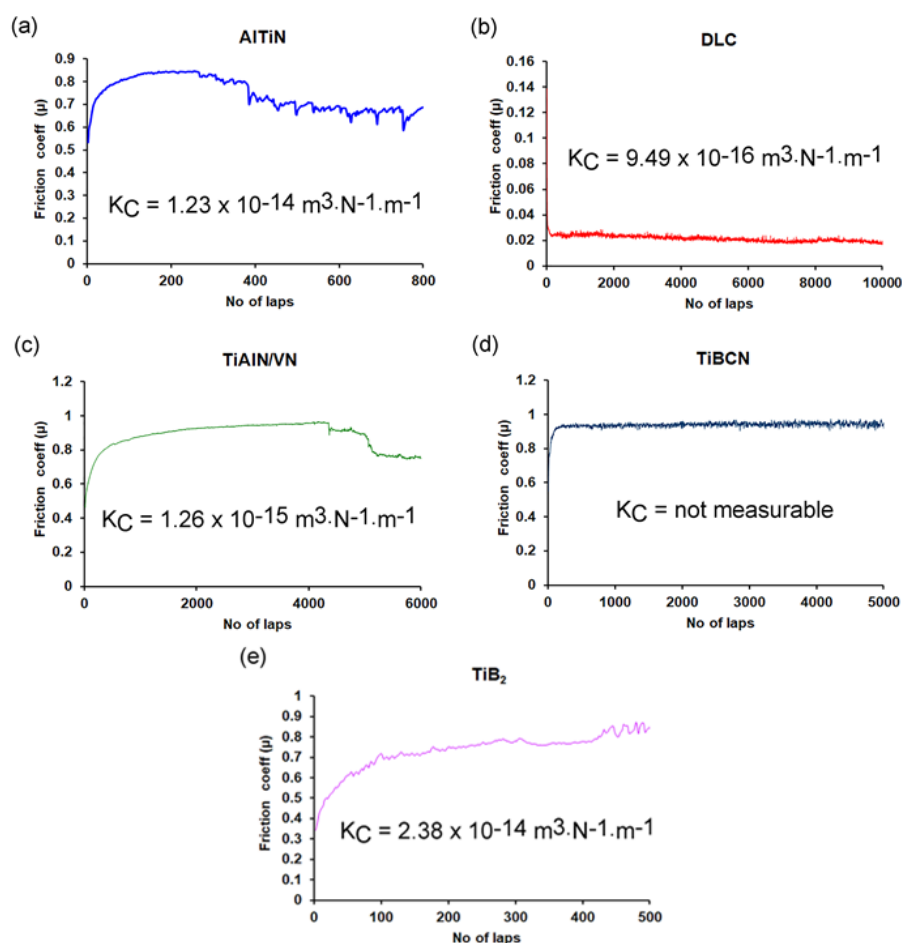 (a)
AlTiN
0.9
0.8
0.7
0.6
0.5
0.4
0.3
0.2
0.1
0
Friction coeff (μ)
KC = 1.23 x 10-14 m3.N-1.m-1
0 200 400 600 800
No of laps
(b)
DLC
0.16
0.14
0.12
0.1
0.08
0.06
0.04
0.02
0
Friction coeff (μ)
KC = 9.49 x 10-16 m3.N-1.m-1
0 2000 4000 6000 8000 10000
No of laps
(c)
TiAlN/VN
1.2
1
0.8
0.6
0.4
0.2
0
Friction coeff (μ)
KC = 1.26 x 10-15 m3.N-1.m-1
0 2000 4000 6000
No of laps
(d)
TiBCN
1.2
1
0.8
0.6
0.4
0.2
0
Friction coeff (μ)
KC = not measurable
0 1000 2000 3000 4000 5000
No of laps
(e)
TiB₂
1
0.9
0.8
0.7
0.6
0.5
0.4
0.3
0.2
0.1
0
Friction coeff (μ)
KC = 2.38 x 10-14 m3.N-1.m-1
0 100 200 300 400 500
No of laps